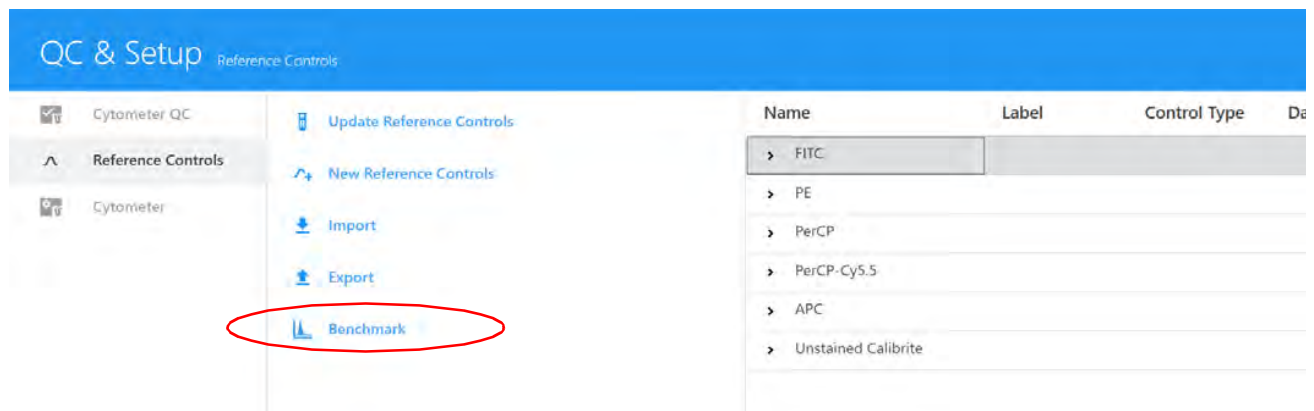 QC & Setup Reference Controls
Cytometer QC
Reference Controls
Cytometer
Update Reference Controls
New Reference Controls
Import
Export
Benchmark
Name Label Control Type Da
FITC
PE
PerCP
PerCP-Cy5.5
APC
Unstained Calibrite